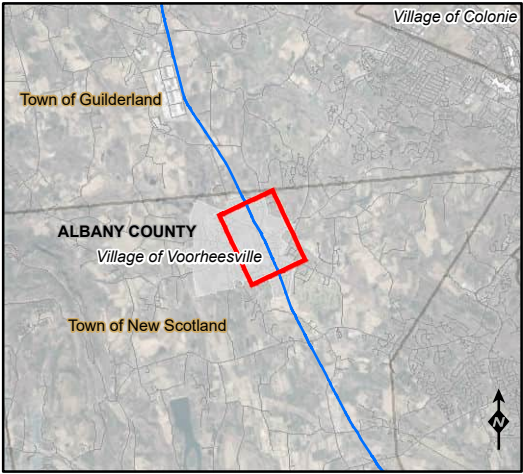 Village of Colonie
Town of Guilderland
ALBANY COUNTY
Village of Voorheesville
Town of New Scotland
N